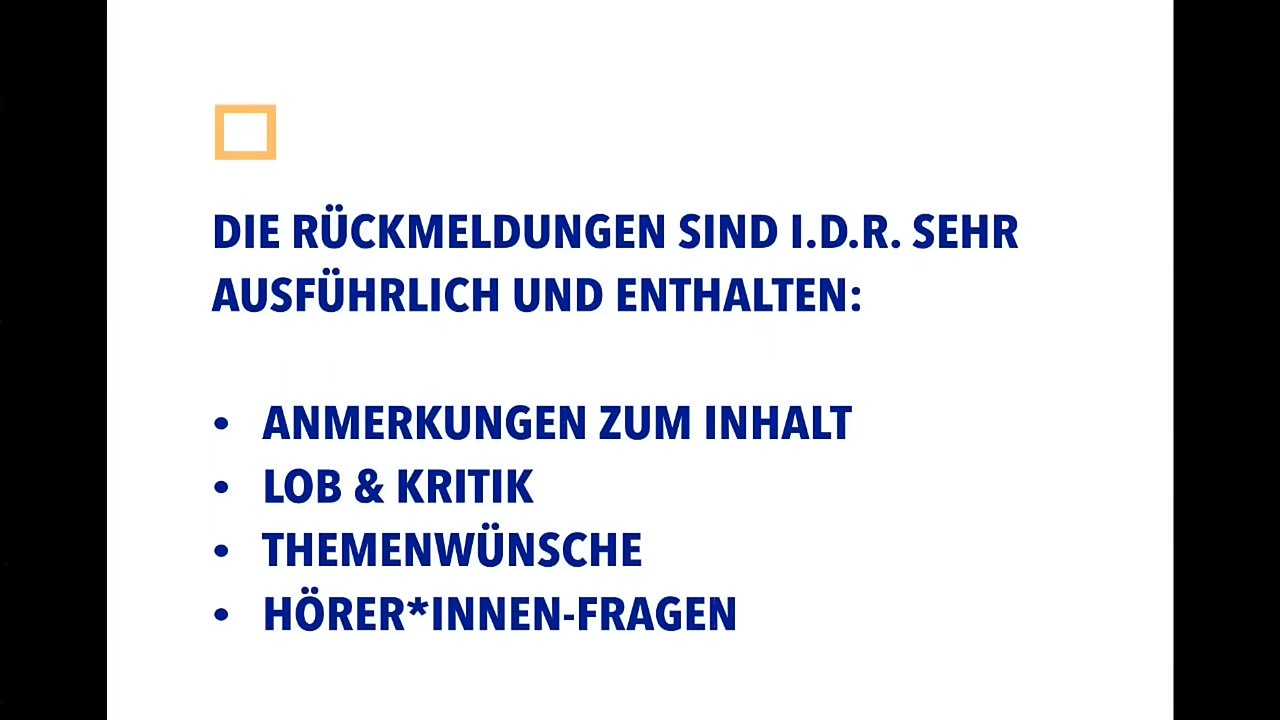 DIE RÜCKMELDUNGEN SIND I.D.R. SEHR
AUSFÜHRLICH UND ENTHALTEN:
• ANMERKUNGEN ZUM INHALT
• LOB & KRITIK
• THEMENWÜNSCHE
• HÖRER*INNEN-FRAGEN